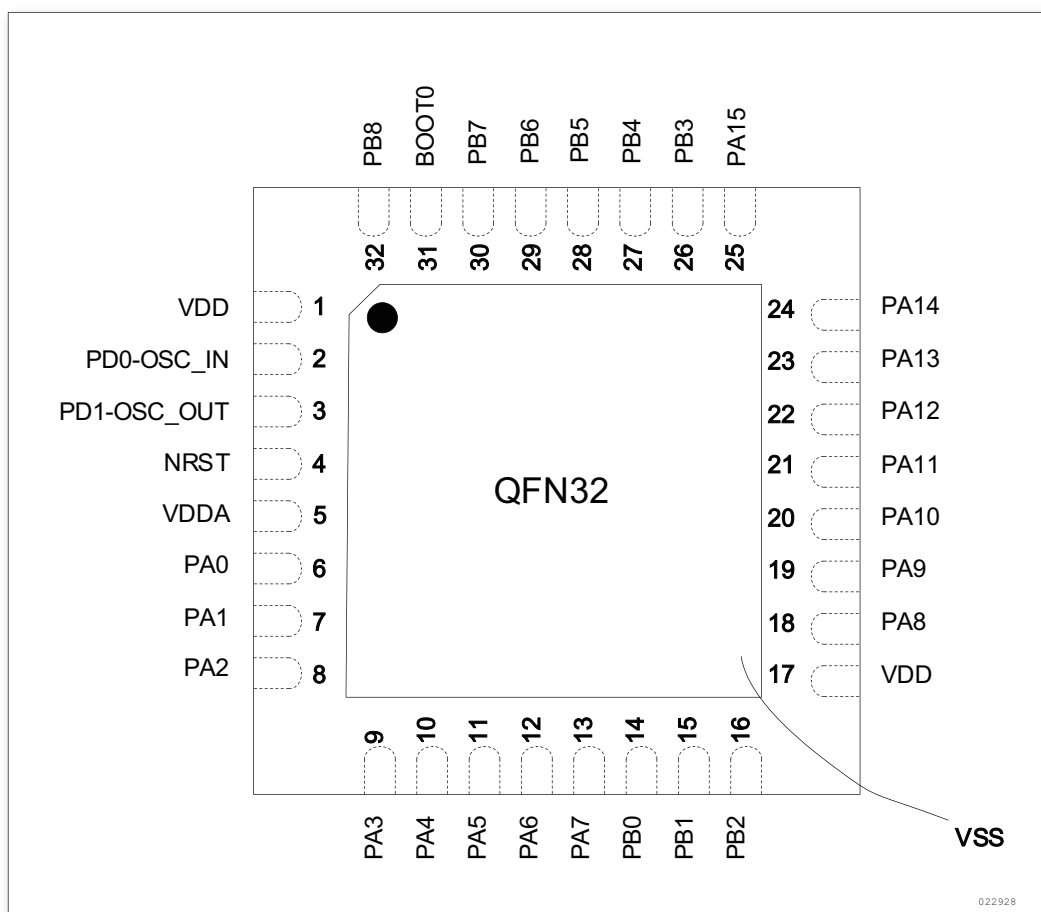 PB8
BOOT0
PB7
PB6
PB5
PB4
PB3
PA15
32
31
30
29
28
27
26
25
VDD 1
PD0-OSC_IN 2
PD1-OSC_OUT 3
NRST 4
VDDA 5
PA0 6
PA1 7
PA2 8
QFN32
24 PA14
23 PA13
22 PA12
21 PA11
20 PA10
19 PA9
18 PA8
17 VDD
9
10
11
12
13
14
15
16
PA3
PA4
PA5
PA6
PA7
PB0
PB1
PB2
VSS
022928